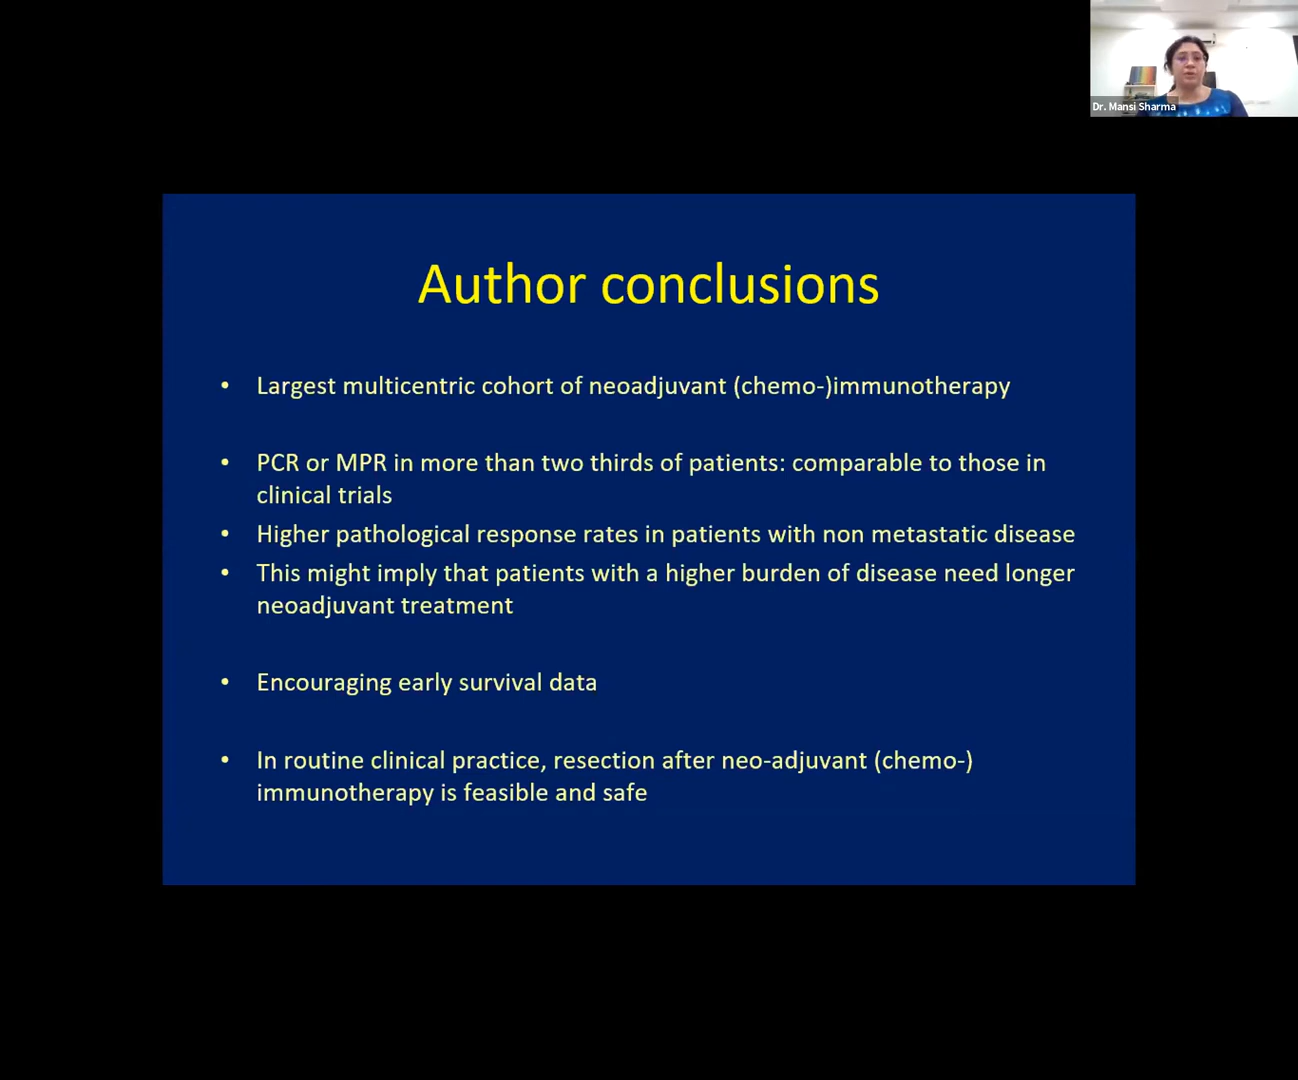 Dr. Mansi Sharma
Author conclusions
• Largest multicentric cohort of neoadjuvant (chemo-)immunotherapy
• PCR or MPR in more than two thirds of patients: comparable to those in
clinical trials
• Higher pathological response rates in patients with non metastatic disease
• This might imply that patients with a higher burden of disease need longer
neoadjuvant treatment
• Encouraging early survival data
• In routine clinical practice, resection after neo-adjuvant (chemo-)
immunotherapy is feasible and safe